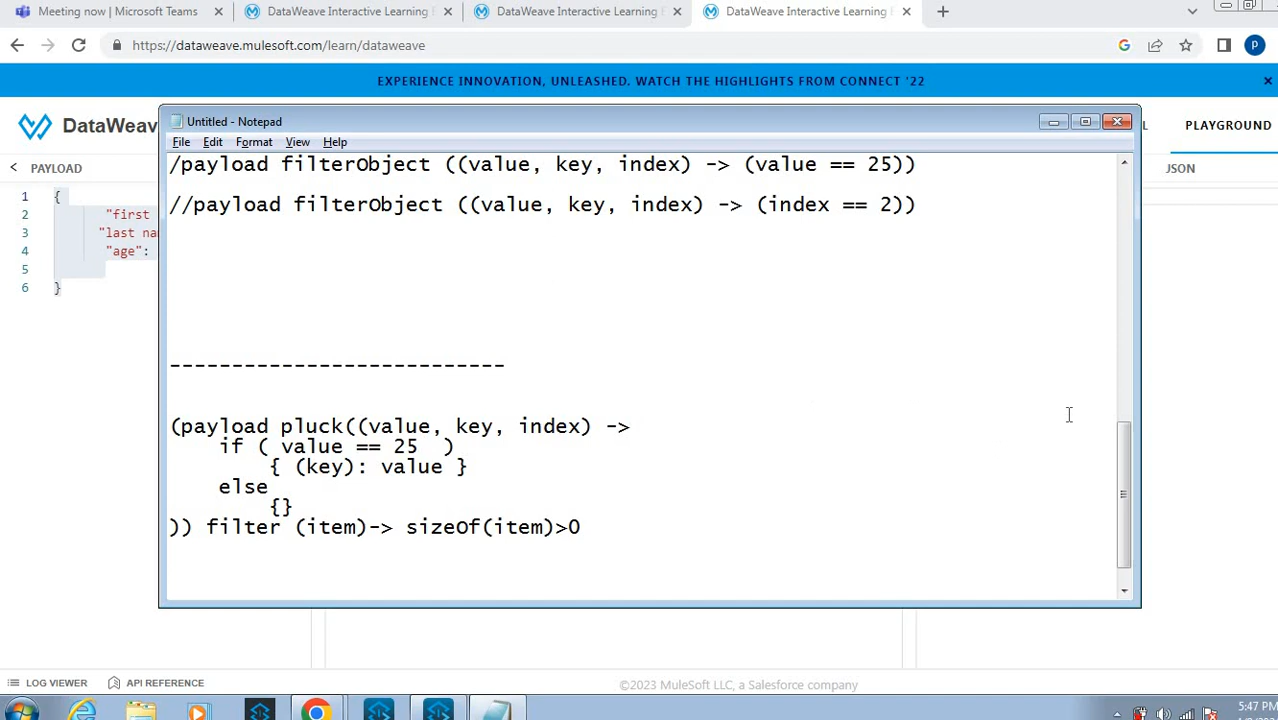 Meeting now | Microsoft Teams
DataWeave Interactive Learning E
DataWeave Interactive Learning E
DataWeave Interactive Learning E
https://dataweave.mulesoft.com/learn/dataweave
P
EXPERIENCE INNOVATION, UNLEASHED. WATCH THE HIGHLIGHTS FROM CONNECT '22
DataWeav
L
PLAYGROUND
PAYLOAD
JSON
1 {
2 "first
3 "last na
4 "age":
5
6 }
Untitled - Notepad
File Edit Format View Help
/payload filterObject ((value, key, index) -> (value == 25))
//payload filterObject ((value, key, index) -> (index == 2))
---------------------------
(payload pluck((value, key, index) ->
if ( value == 25 )
{ (key): value }
else
{}
)) filter (item)-> sizeOf(item)>0
LOG VIEWER
API REFERENCE
©2023 MuleSoft LLC, a Salesforce company
5:47 PM